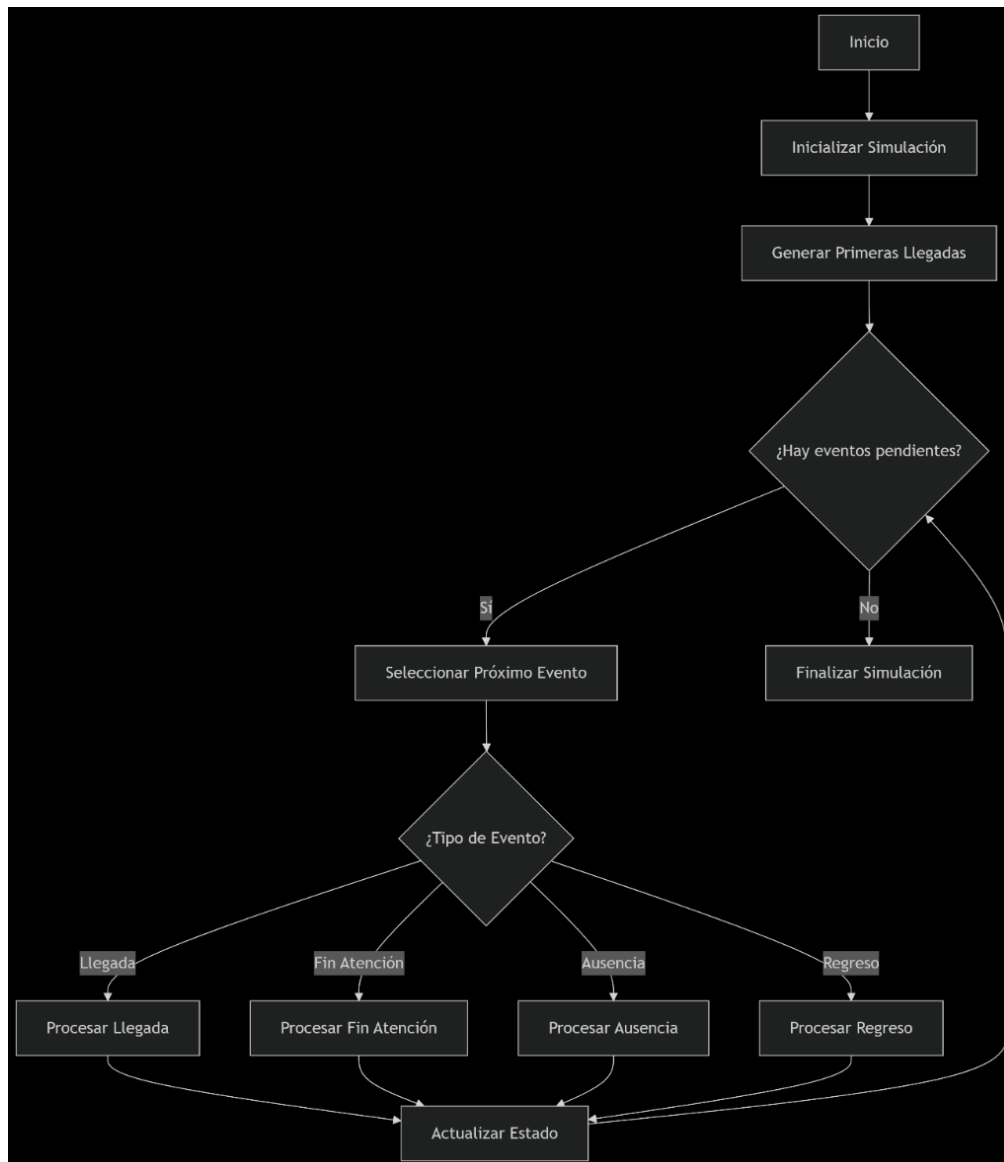 Inicio
Inicializar Simulación
Generar Primeras Llegadas
¿Hay eventos pendientes?
Sí
No
Seleccionar Próximo Evento
Finalizar Simulación
¿Tipo de Evento?
Llegada
Fin Atención
Ausencia
Regreso
Procesar Llegada
Procesar Fin Atención
Procesar Ausencia
Procesar Regreso
Actualizar Estado